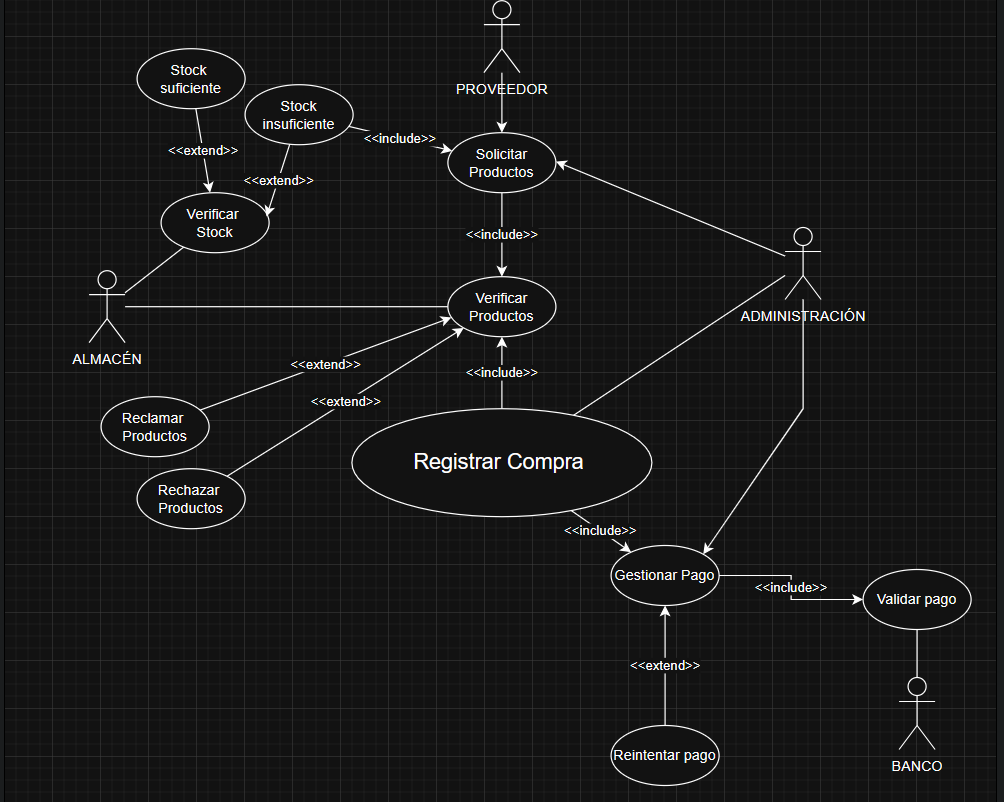 PROVEEDOR
Stock
suficiente
Stock
insuficiente
<<include>>
<<extend>>
Solicitar
Productos
<<extend>>
Verificar
Stock
<<include>>
Verificar
Productos
ADMINISTRACIÓN
ALMACÉN
<<extend>>
<<include>>
<<extend>>
Reclamar
Productos
Registrar Compra
Rechazar
Productos
<<include>>
Gestionar Pago
<<include>>
Validar pago
<<extend>>
Reintentar pago
BANCO